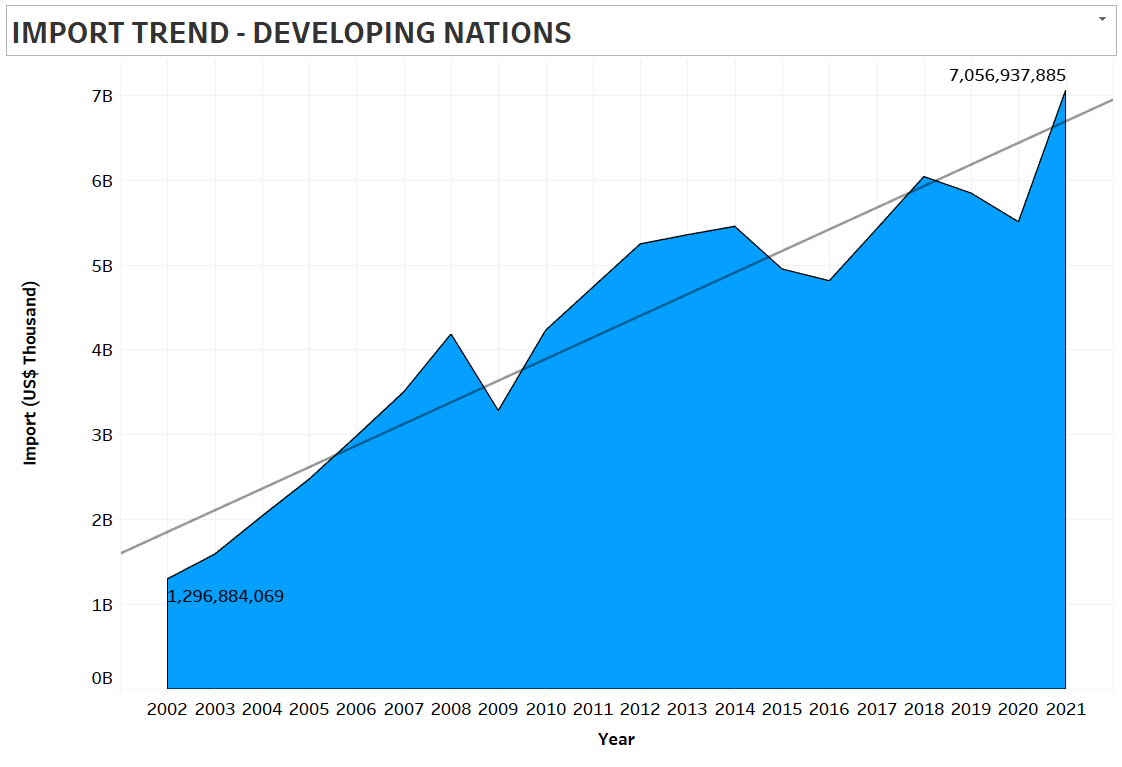 IMPORT TREND - DEVELOPING NATIONS
7,056,937,885
7B
6B
5B
4B
3B
2B
1B
0B
Import (US$ Thousand)
1,296,884,069
2002 2003 2004 2005 2006 2007 2008 2009 2010 2011 2012 2013 2014 2015 2016 2017 2018 2019 2020 2021
Year